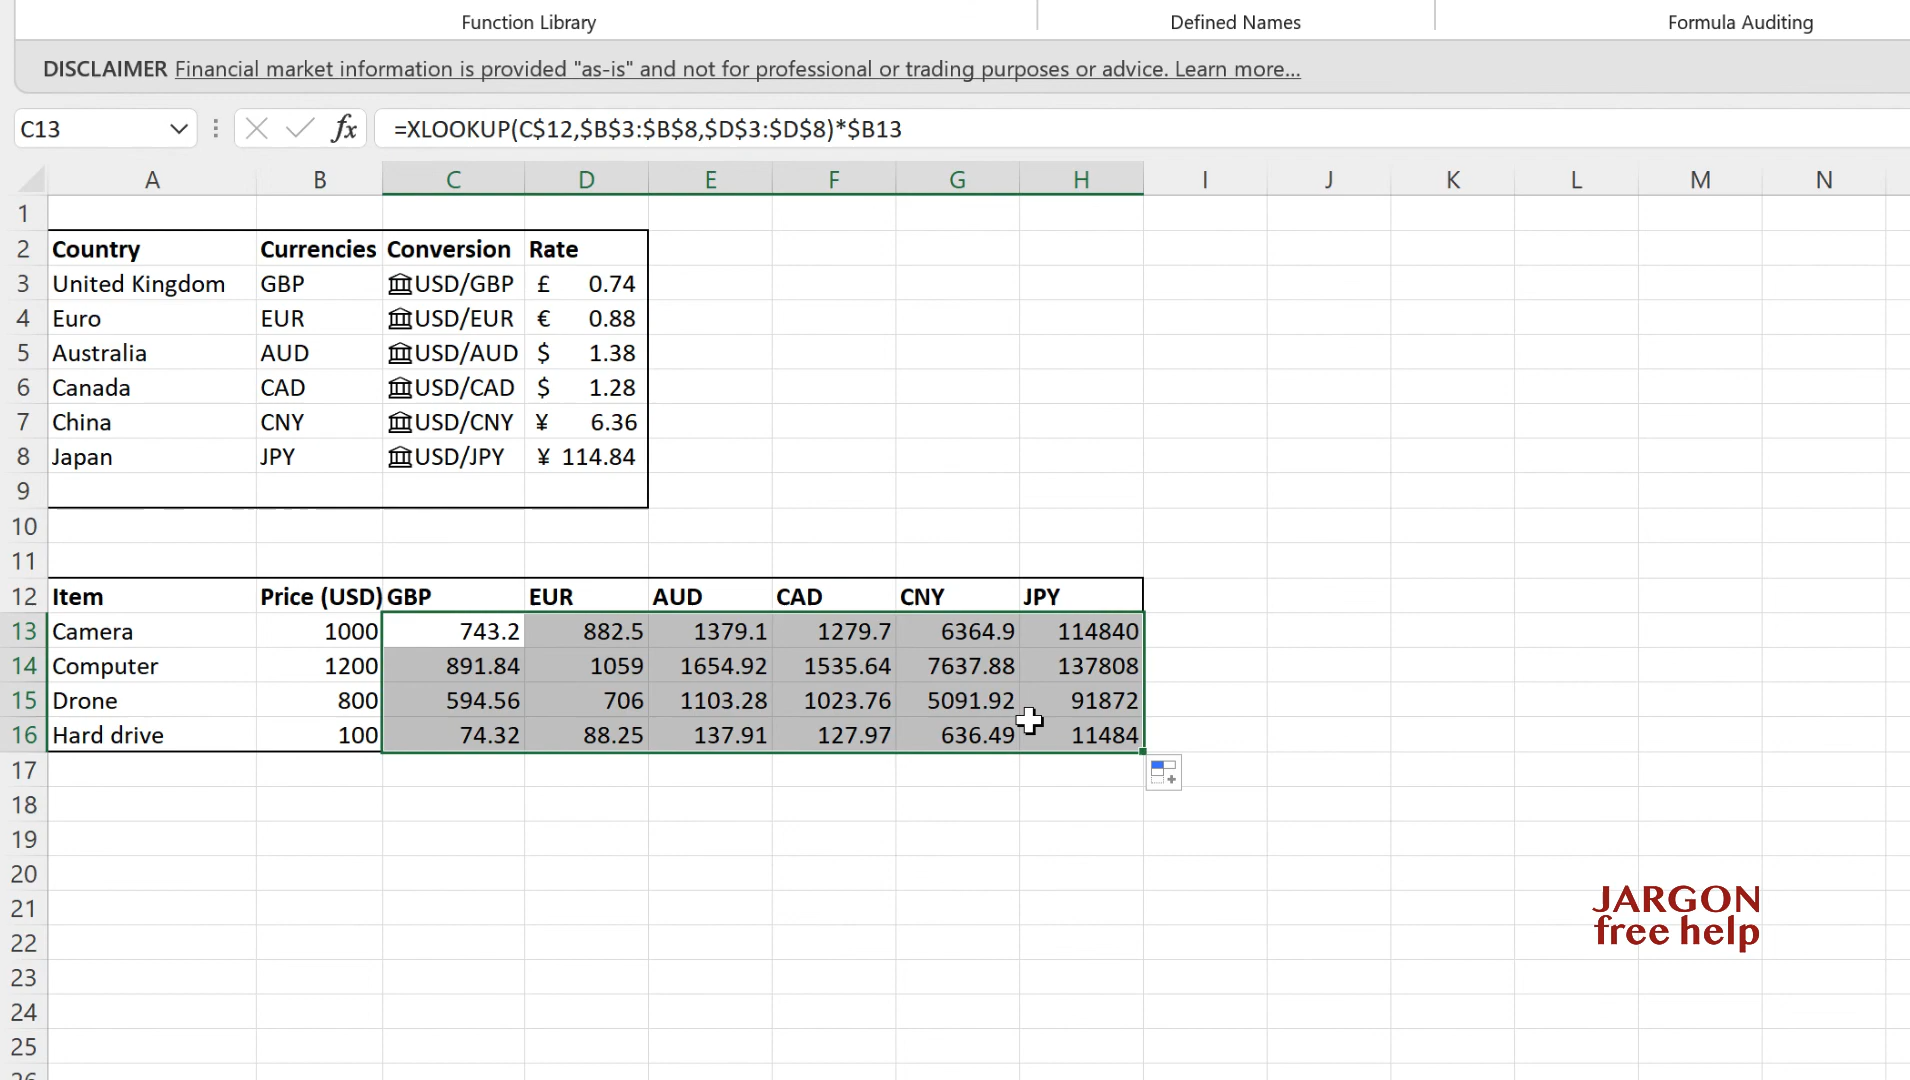 Function Library Defined Names Formula Auditing
DISCLAIMER Financial market information is provided "as-is" and not for professional or trading purposes or advice. Learn more...
C13 fx =XLOOKUP(C$12,$B$3:$B$8,$D$3:$D$8)*$B13
A B C D E F G H I J K L M N
1
2 Country Currencies Conversion Rate
3 United Kingdom GBP USD/GBP £ 0.74
4 Euro EUR USD/EUR € 0.88
5 Australia AUD USD/AUD $ 1.38
6 Canada CAD USD/CAD $ 1.28
7 China CNY USD/CNY ¥ 6.36
8 Japan JPY USD/JPY ¥ 114.84
9
10
11
12 Item Price (USD) GBP EUR AUD CAD CNY JPY
13 Camera 1000 743.2 882.5 1379.1 1279.7 6364.9 114840
14 Computer 1200 891.84 1059 1654.92 1535.64 7637.88 137808
15 Drone 800 594.56 706 1103.28 1023.76 5091.92 91872
16 Hard drive 100 74.32 88.25 137.91 127.97 636.49 11484
17
18
19
20
21
22
23
24
25
26
JARGON
free help